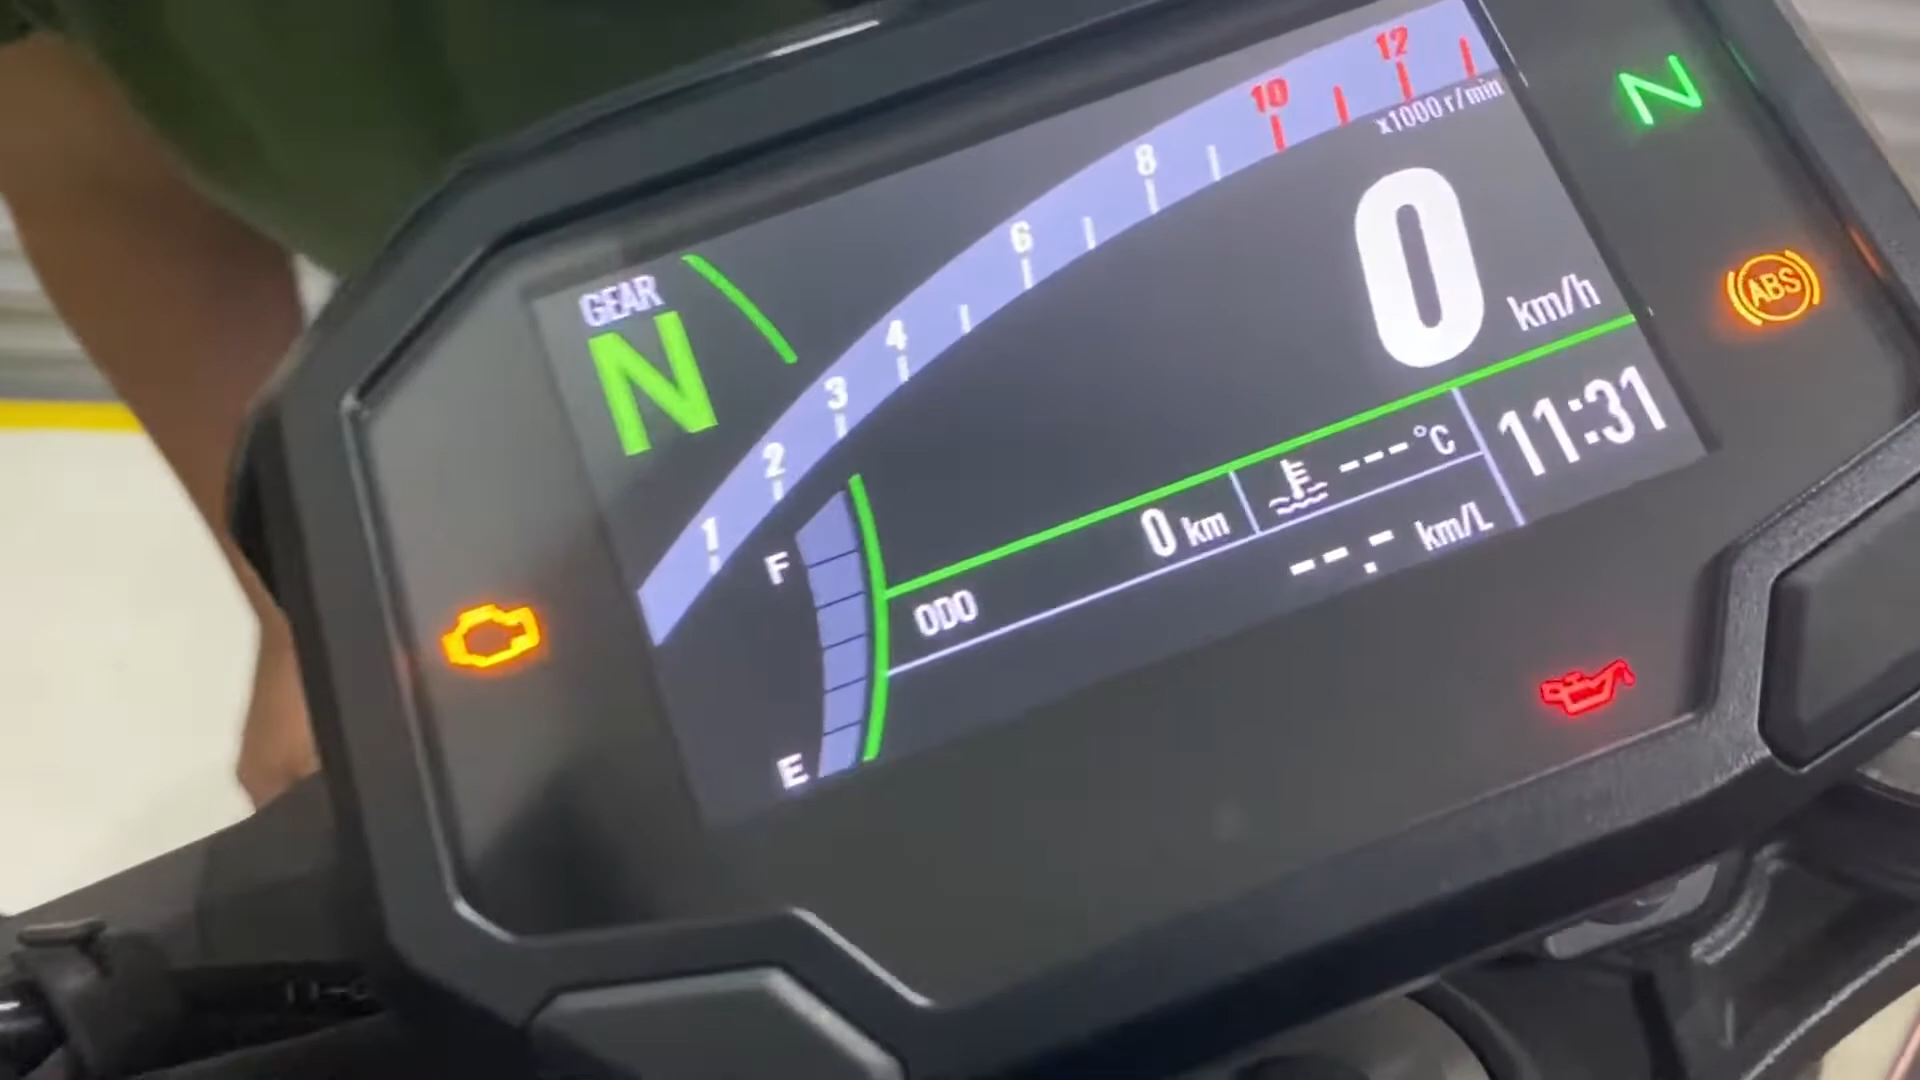 10 12
x1000 r/min
8
6
4
3
2
1
GEAR
N
0 km/h
N
ABS
---°C
11:31
ODO 0 km
--.- km/L
F
E